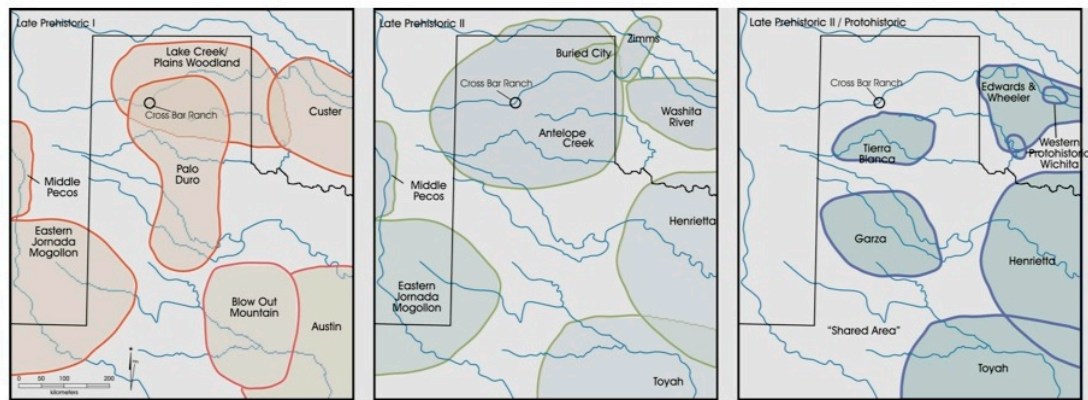 Late Prehistoric I
Lake Creek/
Plains Woodland
Cross Bar Ranch
Custer
Palo
Duro
Middle
Pecos
Eastern
Jornada
Mogollon
Blow Out
Mountain
Austin
0 50 100 200
kilometers
Late Prehistoric II
Zimms
Buried City
Cross Bar Ranch
Washita
River
Antelope
Creek
Middle
Pecos
Henrietta
Eastern
Jornada
Mogollon
Toyah
Late Prehistoric II / Protohistoric
Cross Bar Ranch
Edwards &
Wheeler
Western
Protohistoric
Wichita
Tierra
Blanca
Garza
Henrietta
"Shared Area"
Toyah